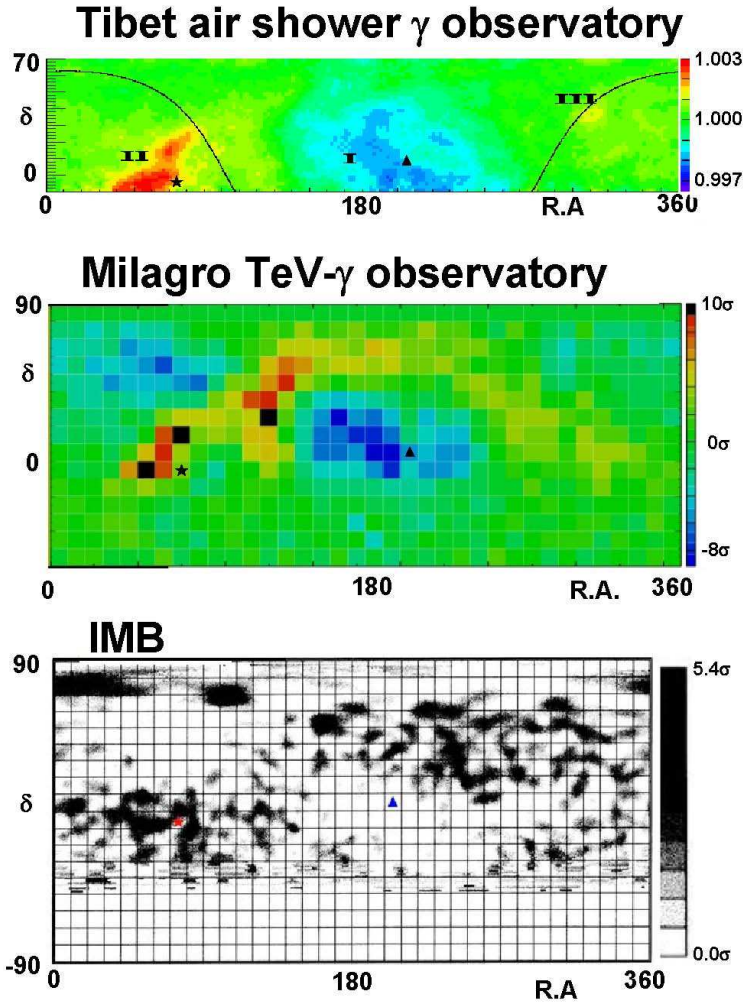 Tibet air shower γ observatory
70
δ
0
II
I
III
1.003
1.000
0.997
0
180
R.A
360
Milagro TeV-γ observatory
90
δ
0
10σ
0σ
-8σ
0
180
R.A.
360
IMB
90
δ
-90
5.4σ
0.0σ
0
180
R.A
360